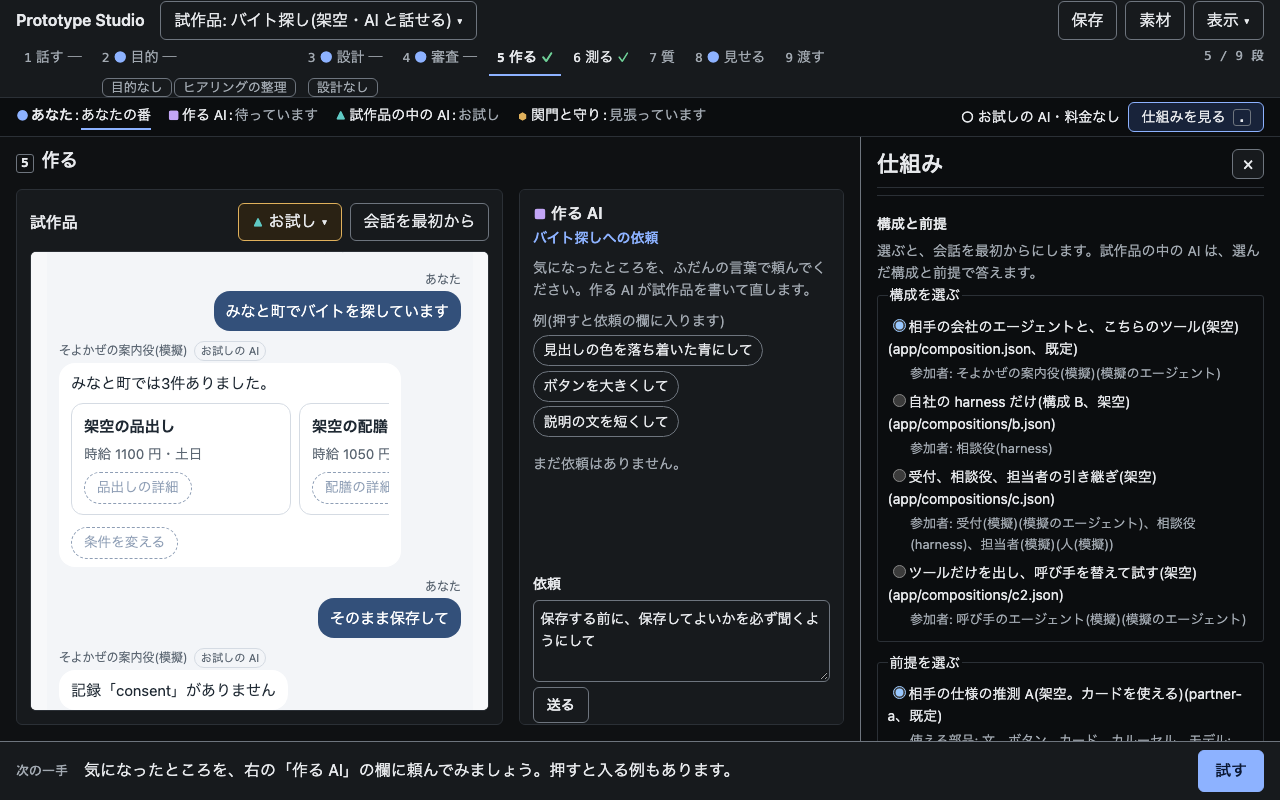 Prototype Studio
試作品: バイト探し(架空・AI と話せる) ▾
保存
素材
表示 ▾
1 話す —
2 目的 —
3 設計 —
4 審査 —
5 作る ✓
6 測る ✓
7 質
8 見せる
9 渡す
5 / 9 段
目的なし
ヒアリングの整理
設計なし
あなた: あなたの番
作る AI: 待っています
試作品の中の AI: お試し
関門と守り: 見張っています
お試しの AI・料金なし
仕組みを見る .
5 作る
試作品
お試し ▾
会話を最初から
あなた
みなと町でバイトを探しています
そよかぜの案内役(模擬) お試しの AI
みなと町では3件ありました。
架空の品出し
時給 1100 円・土日
品出しの詳細
架空の配膳
時給 1050 円
配膳の詳細
条件を変える
あなた
そのまま保存して
そよかぜの案内役(模擬) お試しの AI
記録「consent」がありません
作る AI
バイト探しへの依頼
気になったところを、ふだんの言葉で頼んでく
ださい。作る AI が試作品を書いて直します。
例(押すと依頼の欄に入ります)
見出しの色を落ち着いた青にして
ボタンを大きくして
説明の文を短くして
まだ依頼はありません。
依頼
保存する前に、保存してよいかを必ず聞くよ
うにして
送る
仕組み
×
構成と前提
選ぶと、会話を最初からにします。試作品の中の AI は、選ん
だ構成と前提で答えます。
構成を選ぶ
相手の会社のエージェントと、こちらのツール(架空)
(app/composition.json、既定)
参加者: そよかぜの案内役(模擬)(模擬のエージェント)
自社の harness だけ(構成 B、架空)
(app/compositions/b.json)
参加者: 相談役(harness)
受付、相談役、担当者の引き継ぎ(架空)
(app/compositions/c.json)
参加者: 受付(模擬)(模擬のエージェント)、相談役
(harness)、担当者(模擬)(人(模擬))
ツールだけを出し、呼び手を替えて試す(架空)
(app/compositions/c2.json)
参加者: 呼び手のエージェント(模擬)(模擬のエージェント)
前提を選ぶ
相手の仕様の推測 A(架空。カードを使える)(partner-
a、既定)
使える部品: 文、ボタン、カード、カルーセル、モデル:
次の一手
気になったところを、右の「作る AI」の欄に頼んでみましょう。押すと入る例もあります。
試す